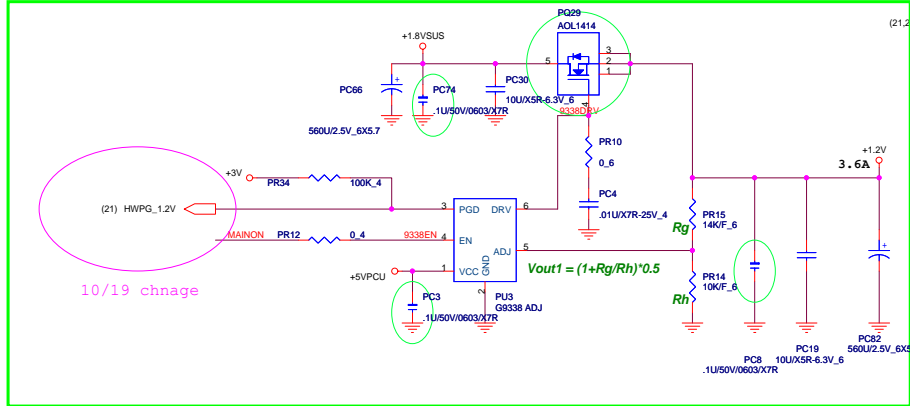 PQ29
AOL1414
(21,2
+1.8VSUS
5
3
2
1
4
PC66
560U/2.5V_6X5.7
PC74
.1U/50V/0603/X7R
PC30
10U/X5R-6.3V_6
9338DRV
PR10
0_6
+1.2V
3.6A
+3V
PR34
100K_4
PC4
.01U/X7R-25V_4
(21) HWPG_1.2V
3
PGD
DRV
6
Rg
PR15
14K/F_6
MAINON
PR12
0_4
9338EN
4
EN
ADJ
5
Vout1 = (1+Rg/Rh)*0.5
+5VPCU
1
VCC
GND
2
Rh
PR14
10K/F_6
10/19 chnage
PC3
.1U/50V/0603/X7R
PU3
G9338 ADJ
PC8
.1U/50V/0603/X7R
PC19
10U/X5R-6.3V_6
PC82
560U/2.5V_6X5